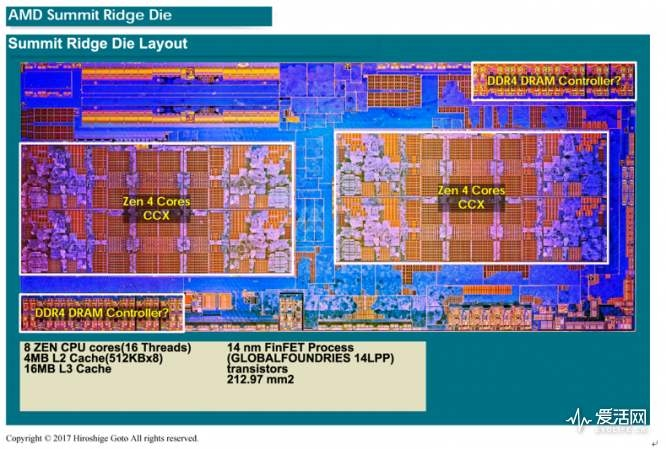 AMD Summit Ridge Die
Summit Ridge Die Layout
DDR4 DRAM Controller?
Zen 4 Cores
CCX
Zen 4 Cores
CCX
DDR4 DRAM Controller?
8 ZEN CPU cores(16 Threads)
4MB L2 Cache(512KBx8)
16MB L3 Cache
14 nm FinFET Process
(GLOBALFOUNDRIES 14LPP)
transistors
212.97 mm2
爱活网
Copyright © 2017 Hiroshige Goto All rights reserved.